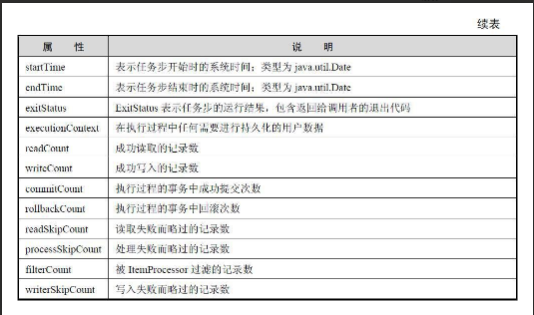 续表
属 性 说 明
startTime 表示任务步开始时的系统时间；类型为 java.util.Date
endTime 表示任务步结束时的系统时间；类型为 java.util.Date
exitStatus ExitStatus 表示任务步的运行结果，包含返回给调用者的退出代码
executionContext 在执行过程中任何需要进行持久化的用户数据
readCount 成功读取的记录数
writeCount 成功写入的记录数
commitCount 执行过程的事务中成功提交次数
rollbackCount 执行过程的事务中回滚次数
readSkipCount 读取失败而略过的记录数
processSkipCount 处理失败而略过的记录数
filterCount 被 ItemProcessor 过滤的记录数
writerSkipCount 写入失败而略过的记录数